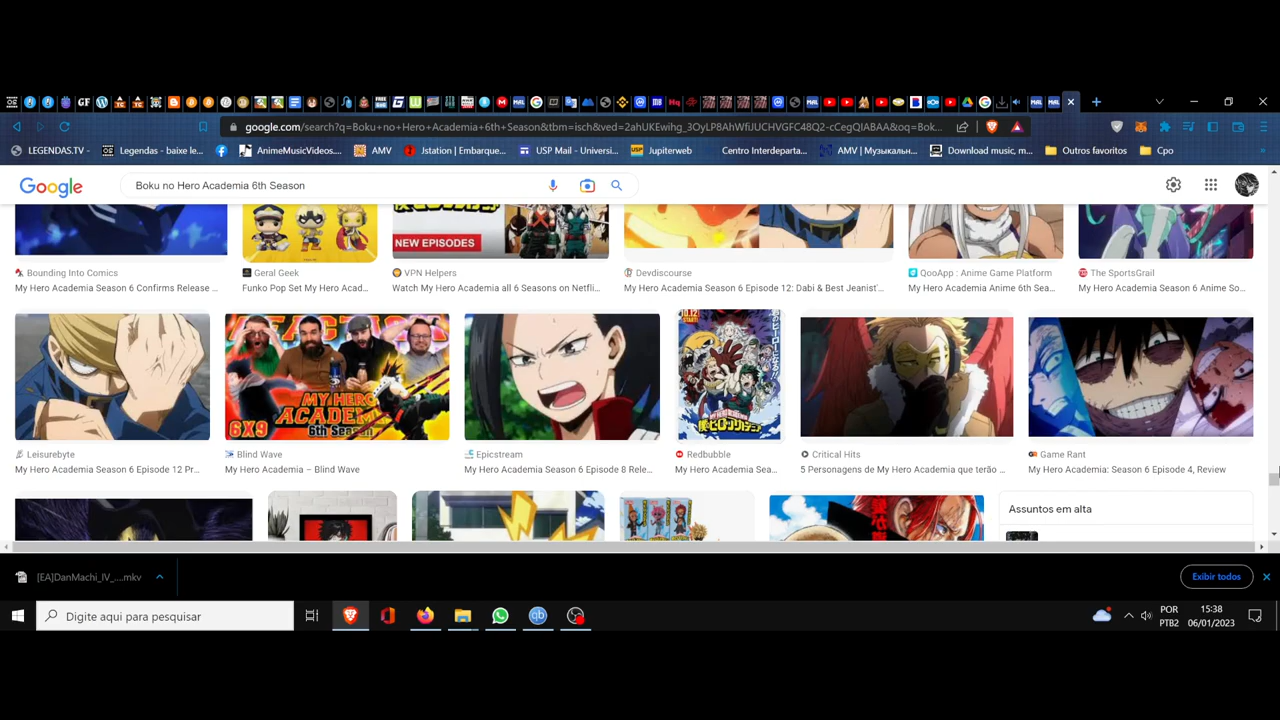 GF
google.com/search?q=Boku+no+Hero+Academia+6th+Season&tbm=isch&ved=2ahUKEwihg_3OyLP8AhWfiJUCHVGFC48Q2-cCegQIABAA&oq=Bok...
LEGENDAS.TV -
Legendas - baixe le...
AnimeMusicVideos....
AMV
Jstation | Embarque...
USP Mail - Universi...
Jupiterweb
Centro Interdeparta...
AMV | Музыкальн...
Download music, m...
Outros favoritos
Cpo
Google
Boku no Hero Academia 6th Season
NEW EPISODES
Bounding Into Comics
Geral Geek
VPN Helpers
Devdiscourse
QooApp : Anime Game Platform
The SportsGrail
My Hero Academia Season 6 Confirms Release ...
Funko Pop Set My Hero Acad...
Watch My Hero Academia all 6 Seasons on Netfli...
My Hero Academia Season 6 Episode 12: Dabi & Best Jeanist'...
My Hero Academia Anime 6th Sea...
My Hero Academia Season 6 Anime So...
REACTION
MY HERO
ACADEMIA
6th Season
6X9
MY HERO ACADEMIA
Leisurebyte
Blind Wave
Epicstream
Redbubble
Critical Hits
Game Rant
My Hero Academia Season 6 Episode 12 Pr...
My Hero Academia – Blind Wave
My Hero Academia Season 6 Episode 8 Rele...
My Hero Academia Sea...
5 Personagens de My Hero Academia que terão ...
My Hero Academia: Season 6 Episode 4, Review
Assuntos em alta
[EA]DanMachi_IV_....mkv
Exibir todos
Digite aqui para pesquisar
POR
PTB2
15:38
06/01/2023